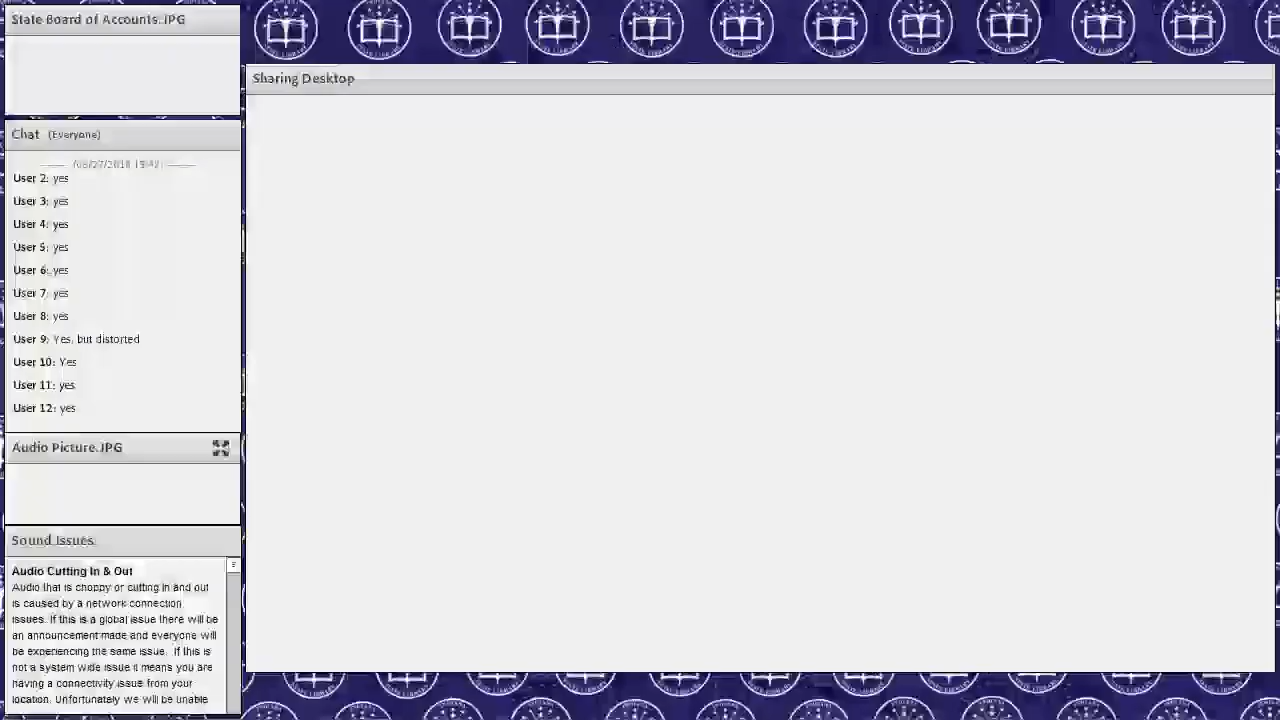 State Board of Accounts.JPG
Sharing Desktop
Chat (Everyone)
User 2: yes
User 3: yes
User 4: yes
User 5: yes
User 6: yes
User 7: yes
User 8: yes
User 9: Yes, but distorted
User 10: Yes
User 11: yes
User 12: yes
Audio Picture.JPG
Sound Issues
Audio Cutting In & Out
Audio that is choppy or cutting in and out
is caused by a network connection
issues. If this is a global issue there will be
an announcement made and everyone will
be experiencing the same issue. If this is
not a system wide issue it means you are
having a connectivity issue from your
location. Unfortunately we will be unable